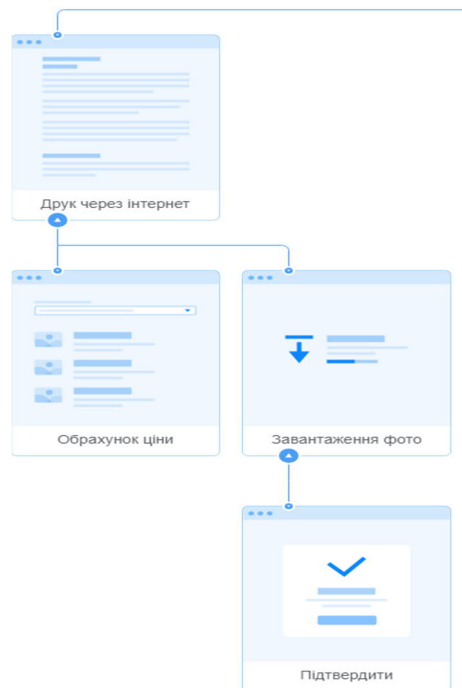 Друк через інтернет
Обрахунок ціни
Завантаження фото
Підтвердити